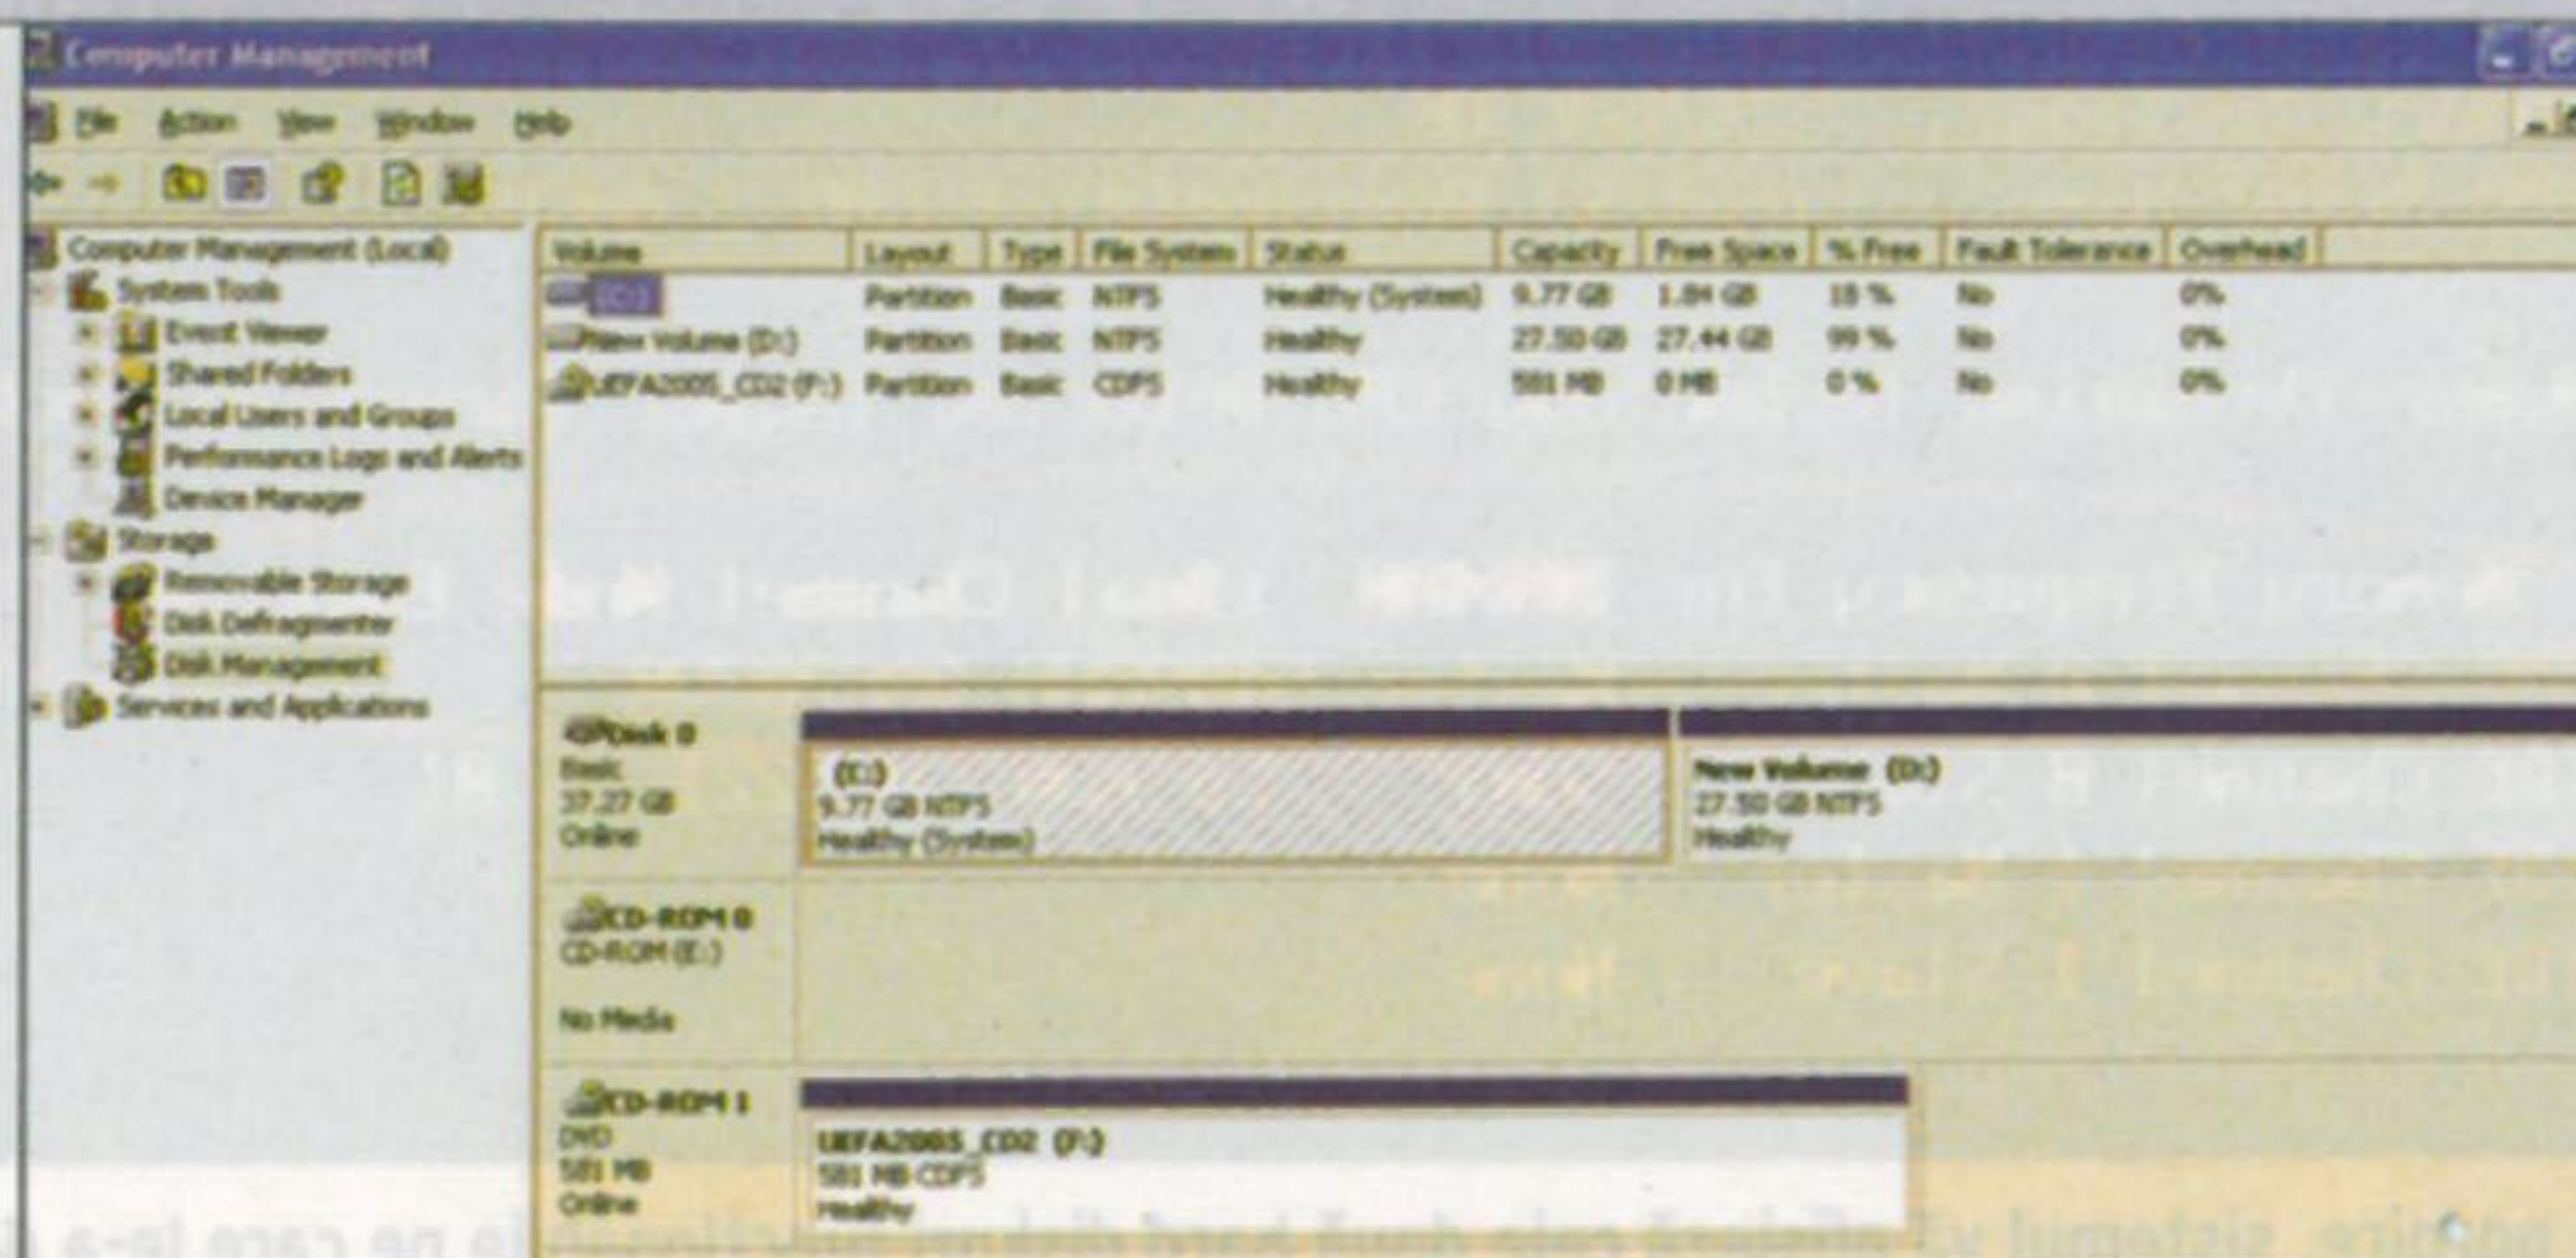 Computer Management
File Action View Window Help
Computer Management (Local)
System Tools
Event Viewer
Shared Folders
Local Users and Groups
Performance Logs and Alerts
Device Manager
Storage
Removable Storage
Disk Defragmenter
Disk Management
Services and Applications
Volume Layout Type File System Status Capacity Free Space % Free Fault Tolerance Overhead
(C:) Partition Basic NTFS Healthy (System) 9.77 GB 1.84 GB 18 % No 0%
New Volume (D:) Partition Basic NTFS Healthy 27.50 GB 27.44 GB 99 % No 0%
UEFA2005_CD2 (F:) Partition Basic CDFS Healthy 581 MB 0 MB 0 % No 0%
Disk 0
Basic
37.27 GB
Online
(C:)
9.77 GB NTFS
Healthy (System)
New Volume (D:)
27.50 GB NTFS
Healthy
CD-ROM 0
CD-ROM (E:)
No Media
CD-ROM 1
DVD
581 MB
Online
UEFA2005_CD2 (F:)
581 MB CDFS
Healthy